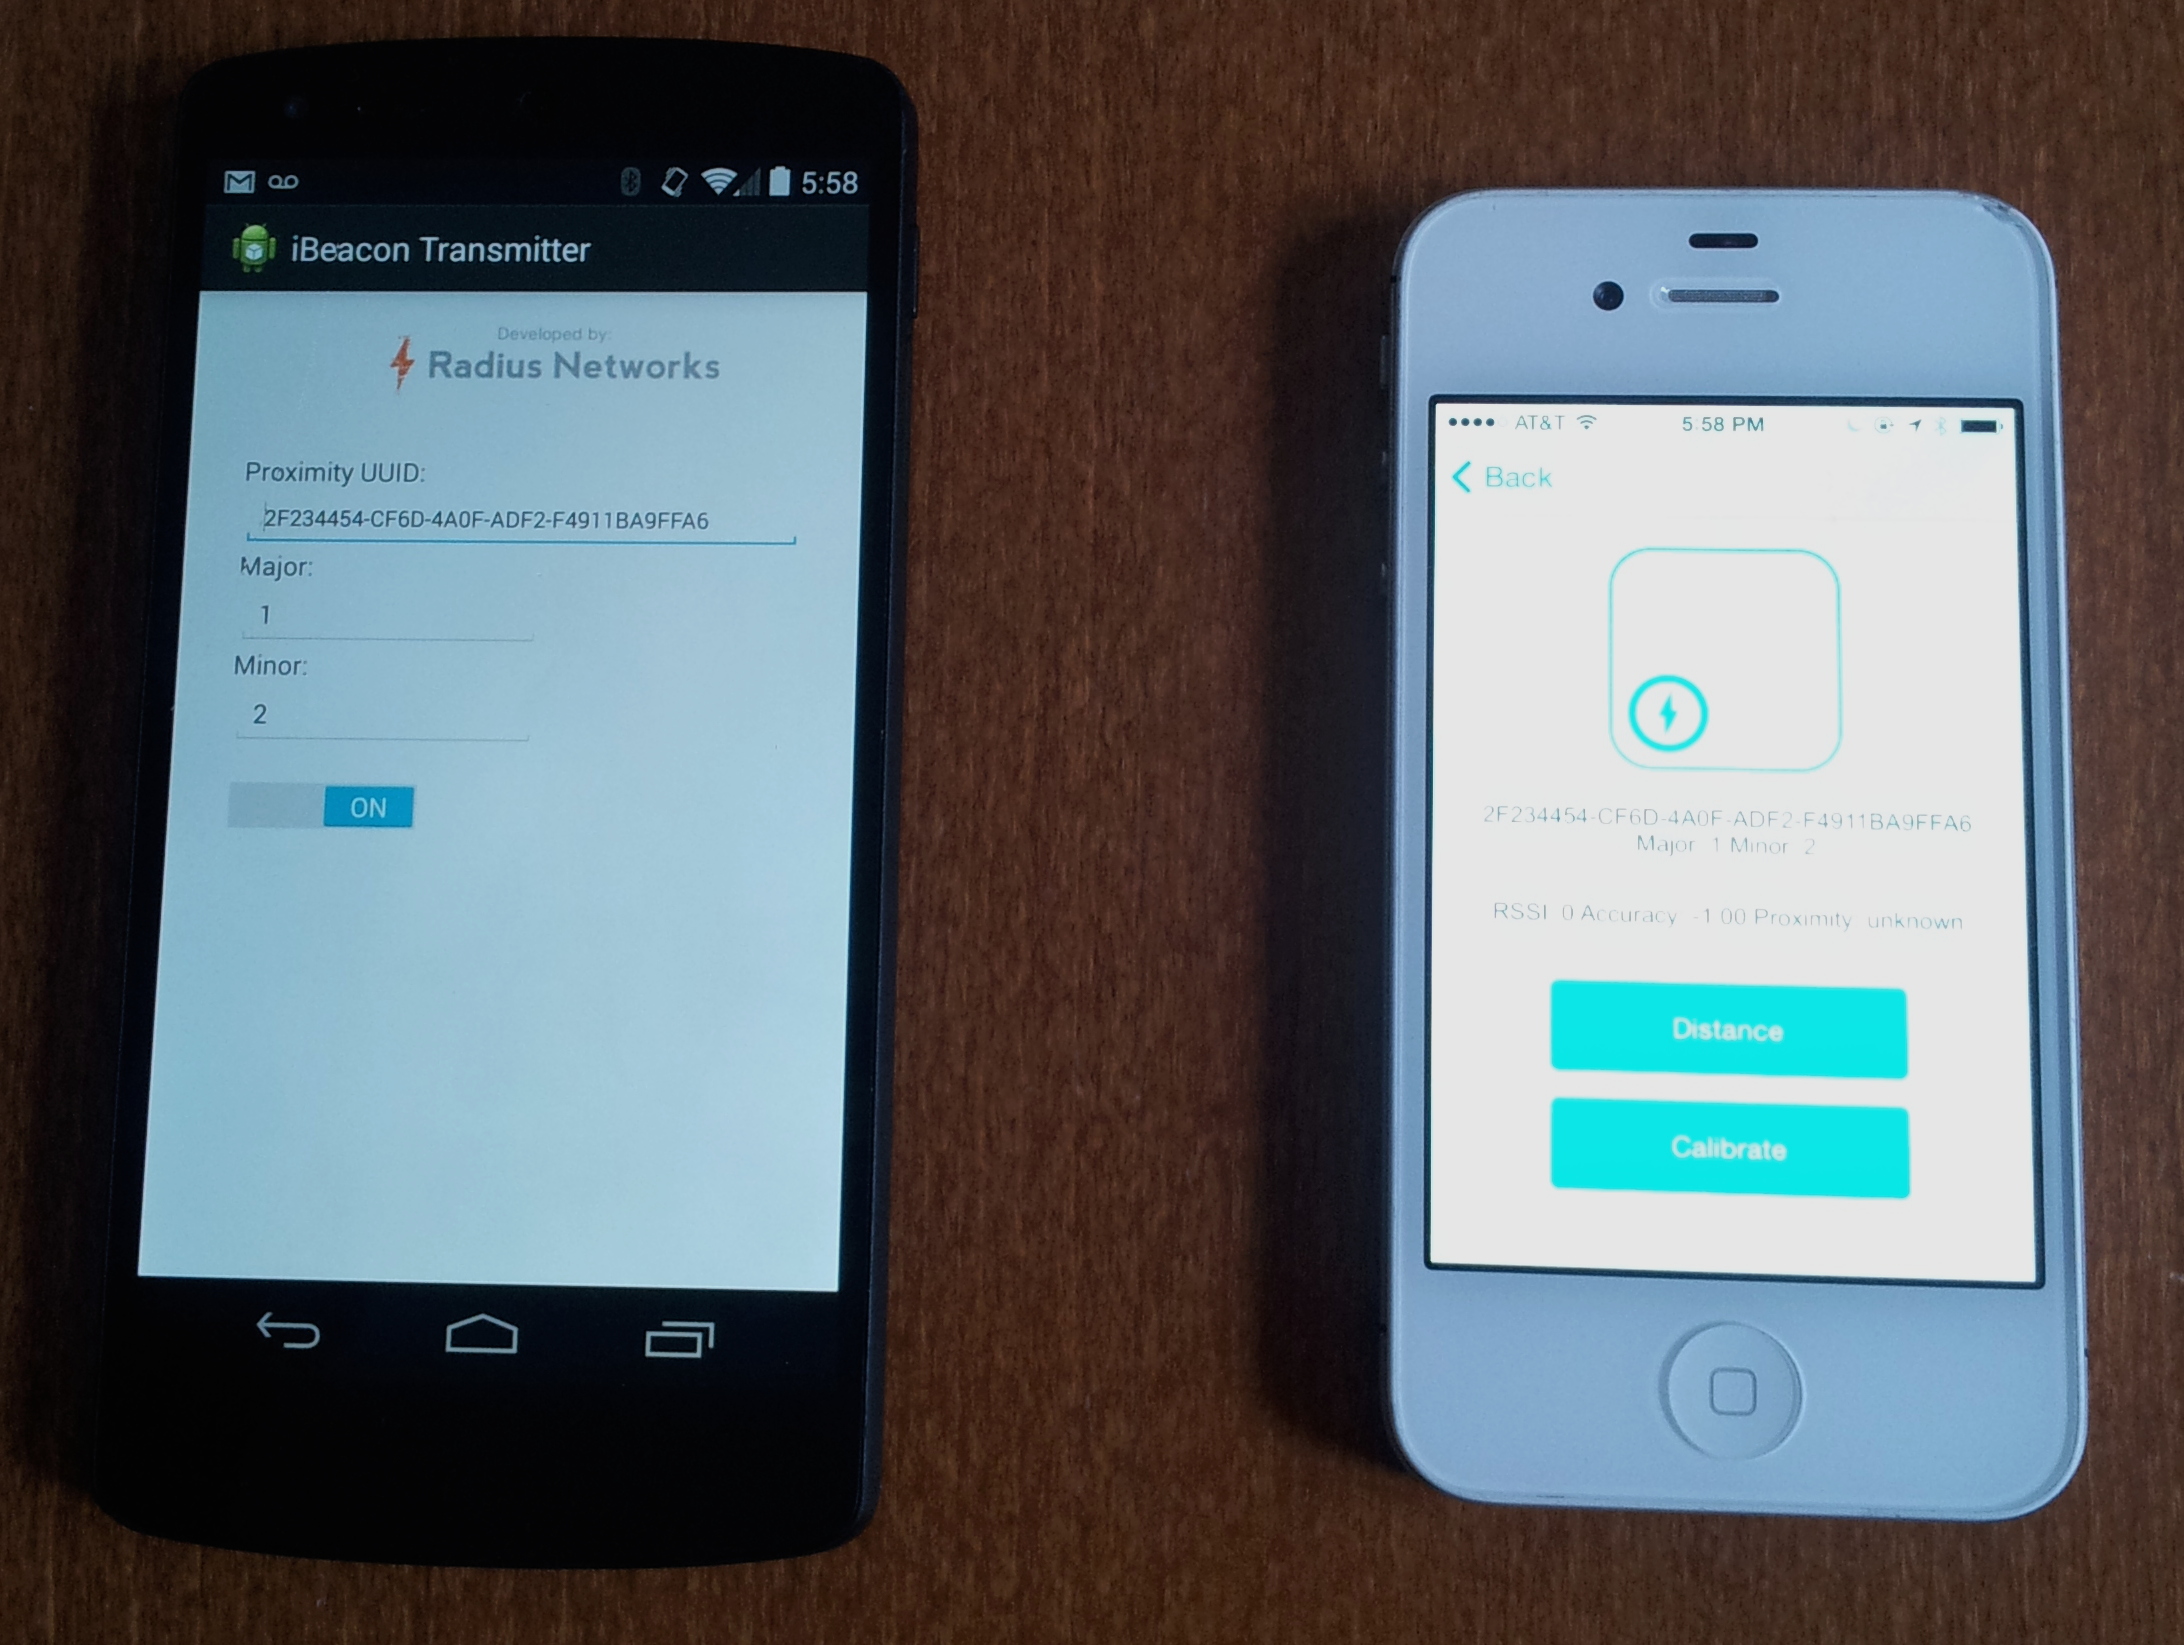 5:58
iBeacon Transmitter
Developed by:
Radius Networks
Proximity UUID:
2F234454-CF6D-4A0F-ADF2-F4911BA9FFA6
Major:
1
Minor:
2
ON
AT&T 5:58 PM
Back
2F234454-CF6D-4A0F-ADF2-F4911BA9FFA6
Major 1 Minor 2
RSSI 0 Accuracy -1.00 Proximity unknown
Distance
Calibrate